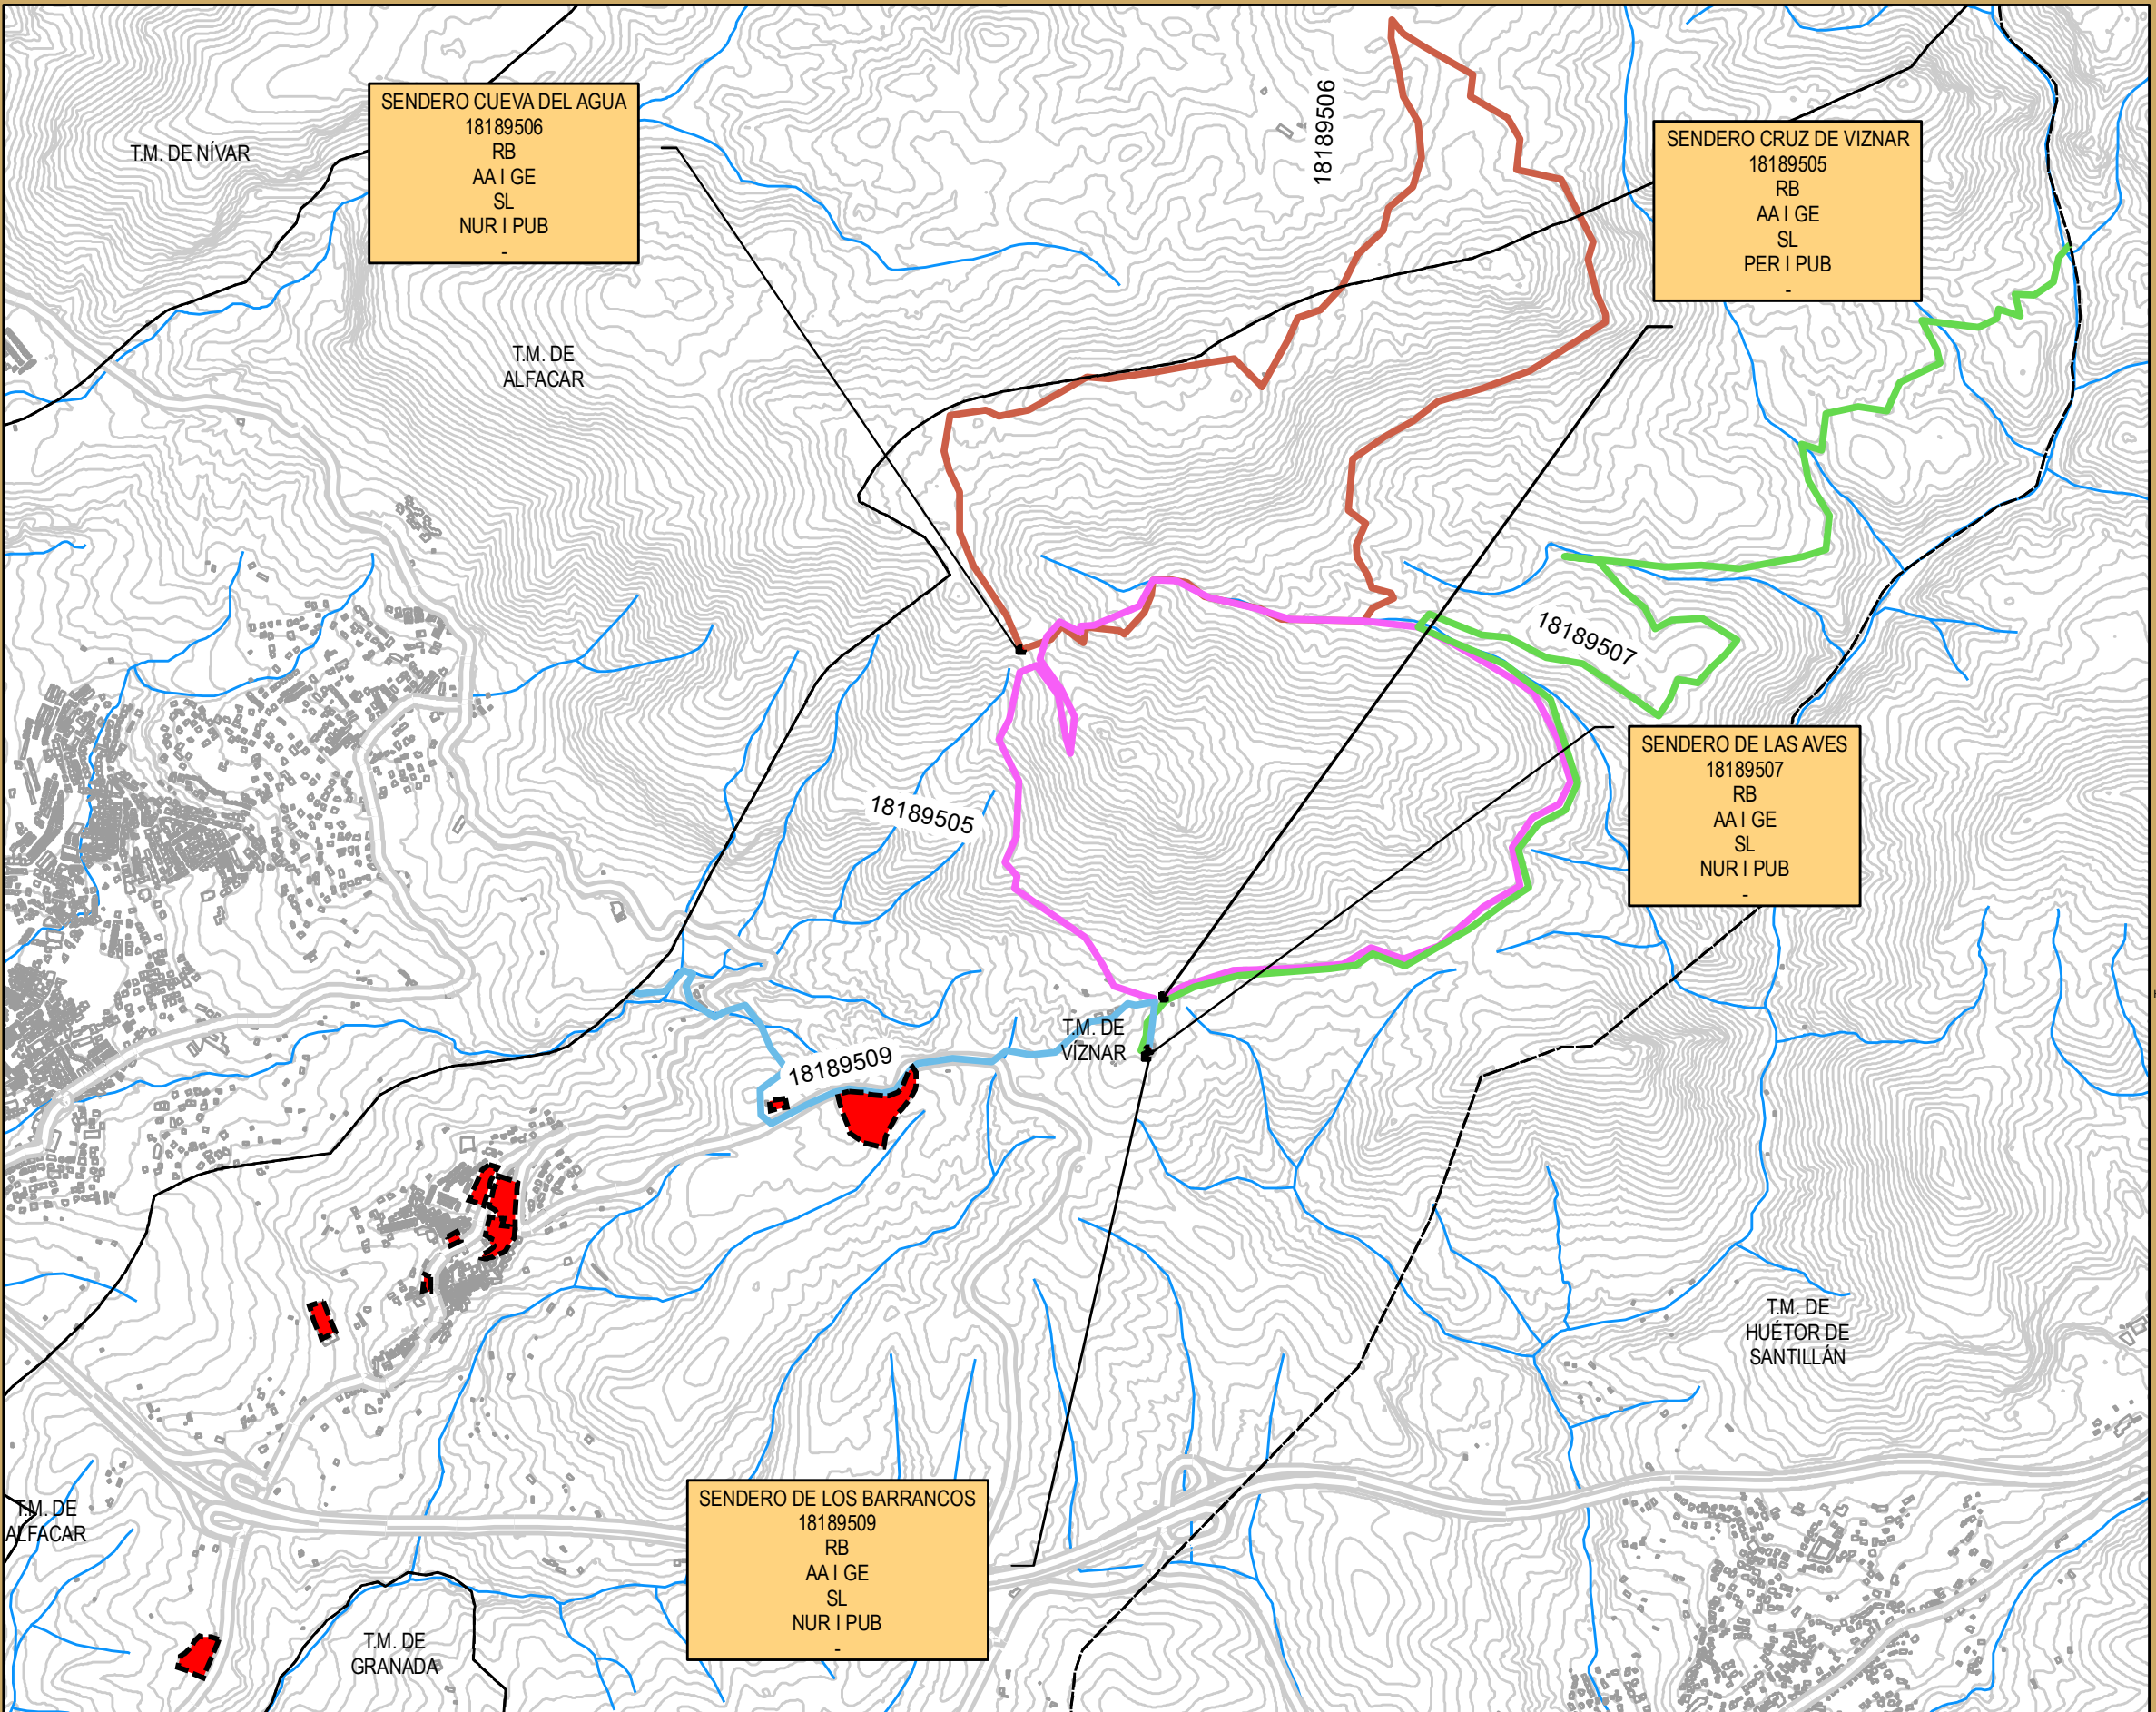 SENDERO CUEVA DEL AGUA
18189506
RB
AA I GE
SL
NUR I PUB
-
T.M. DE NÍVAR
18189506
SENDERO CRUZ DE VIZNAR
18189505
RB
AA I GE
SL
PER I PUB
-
T.M. DE
ALFACAR
18189507
SENDERO DE LAS AVES
18189507
RB
AA I GE
SL
NUR I PUB
-
18189505
T.M. DE
VÍZNAR
18189509
T.M. DE
HUÉTOR DE
SANTILLÁN
SENDERO DE LOS BARRANCOS
18189509
RB
AA I GE
SL
NUR I PUB
-
T.M. DE
ALFACAR
T.M. DE
GRANADA